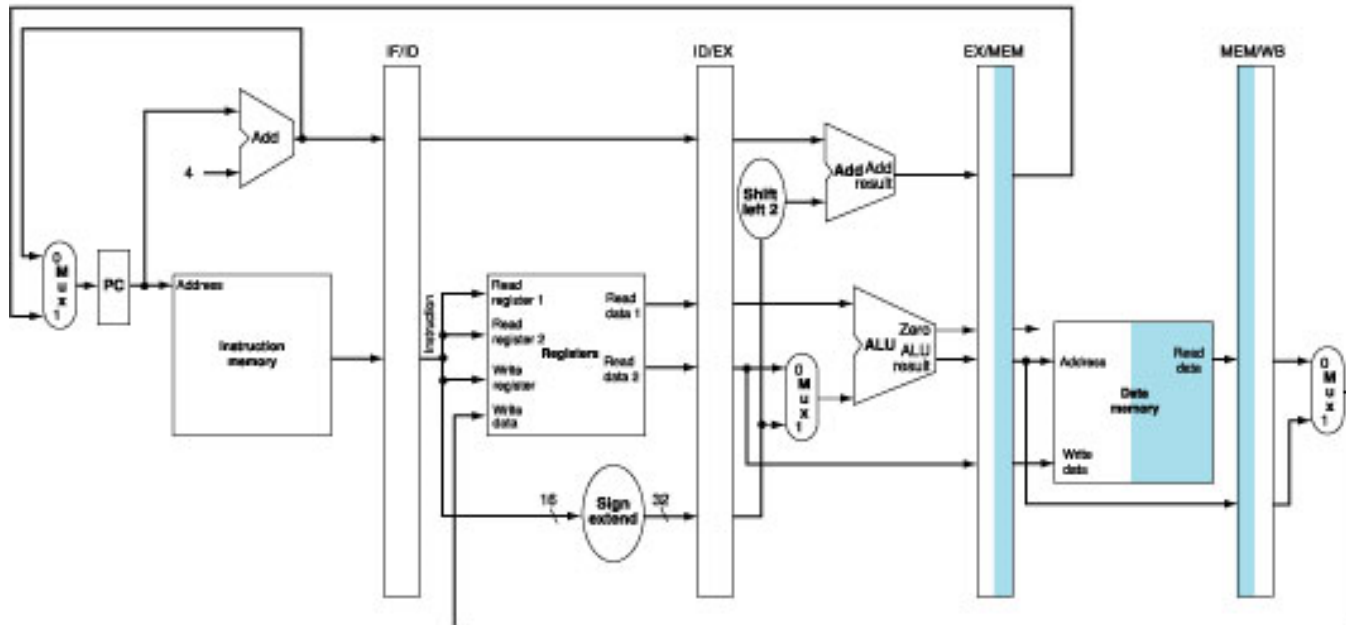 IF/ID
ID/EX
EX/MEM
MEM/WB
Add
4
Shift
left 2
Add
Add
result
0
M
u
x
1
PC
Address
Instruction
memory
Instruction
Read
register 1
Read
register 2
Write
register
Write
data
Registers
Read
data 1
Read
data 2
16
Sign
extend
32
0
M
u
x
1
Zero
ALU
ALU
result
Address
Read
data
Data
memory
Write
data
0
M
u
x
1